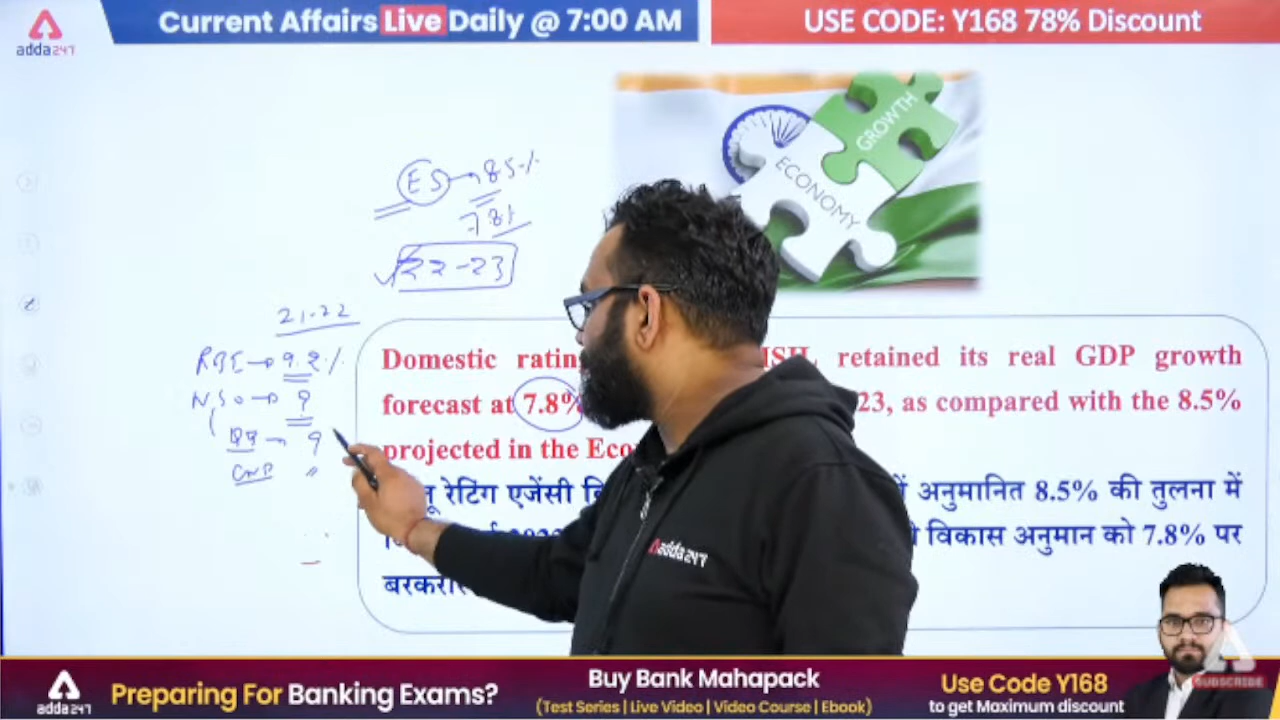 Current Affairs Live Daily @ 7:00 AM
USE CODE: Y168 78% Discount
adda247
GROWTH
ECONOMY
ES → 8.5%
7.8%
22-23
21-22
9.2%
NSO → 9
9
Domestic ratin ISIL retained its real GDP growth
forecast at 7.8% 23, as compared with the 8.5%
projected in the Eco
रेटिंग एजेंसी अनुमानित 8.5% की तुलना में
विकास अनुमान को 7.8% पर
adda247
SUBSCRIBE
adda247
Preparing For Banking Exams?
Buy Bank Mahapack
(Test Series | Live Video | Video Course | Ebook)
Use Code Y168
to get Maximum discount